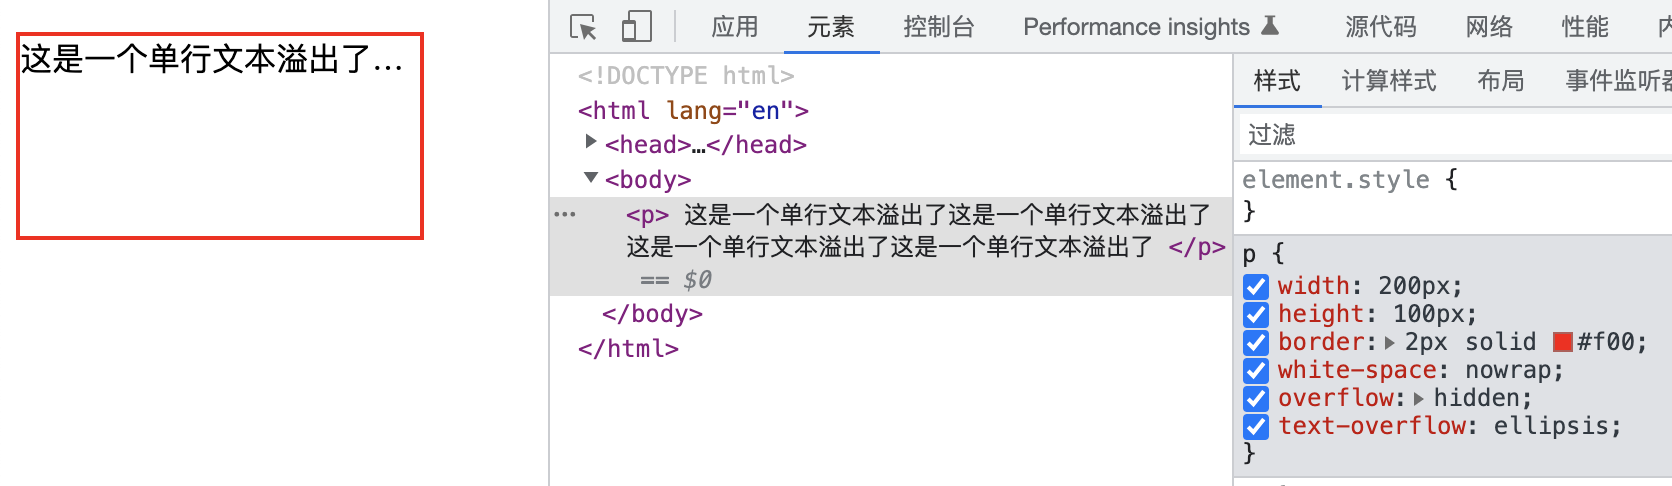 这是一个单行文本溢出了...
应用 元素 控制台 Performance insights 源代码 网络 性能
<!DOCTYPE html>
<html lang="en">
<head>…</head>
<body>
<p> 这是一个单行文本溢出了这是一个单行文本溢出了
这是一个单行文本溢出了这是一个单行文本溢出了 </p>
== $0
</body>
</html>
样式 计算样式 布局 事件监听器
过滤
element.style {
}
p {
width: 200px;
height: 100px;
border: 2px solid #f00;
white-space: nowrap;
overflow: hidden;
text-overflow: ellipsis;
}